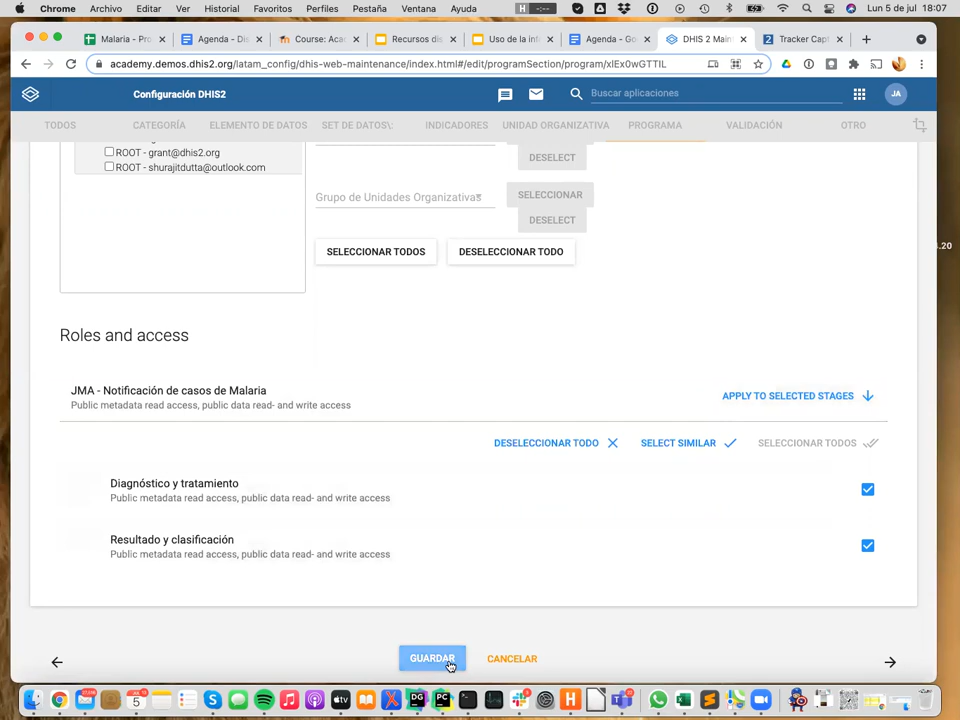 Chrome Archivo Editar Ver Historial Favoritos Perfiles Pestaña Ventana Ayuda
H --:-- Lun 5 de jul 18:07
Malaria - Pro
Agenda - Dis
Course: Aca
Recursos dis
Uso de la info
Agenda - Go
DHIS 2 Main
Tracker Capt
academy.demos.dhis2.org/latam_config/dhis-web-maintenance/index.html#/edit/programSection/program/xlEx0wGTTIL
Configuración DHIS2
Buscar aplicaciones
JA
TODOS CATEGORÍA ELEMENTO DE DATOS SET DE DATOS\; INDICADORES UNIDAD ORGANIZATIVA PROGRAMA VALIDACIÓN OTRO
ROOT - grant@dhis2.org
ROOT - shurajitdutta@outlook.com
DESELECT
Grupo de Unidades Organizativas
SELECCIONAR
DESELECT
SELECCIONAR TODOS
DESELECCIONAR TODO
4.20
Roles and access
JMA - Notificación de casos de Malaria
Public metadata read access, public data read- and write access
APPLY TO SELECTED STAGES
DESELECCIONAR TODO
SELECT SIMILAR
SELECCIONAR TODOS
Diagnóstico y tratamiento
Public metadata read access, public data read- and write access
Resultado y clasificación
Public metadata read access, public data read- and write access
GUARDAR
CANCELAR